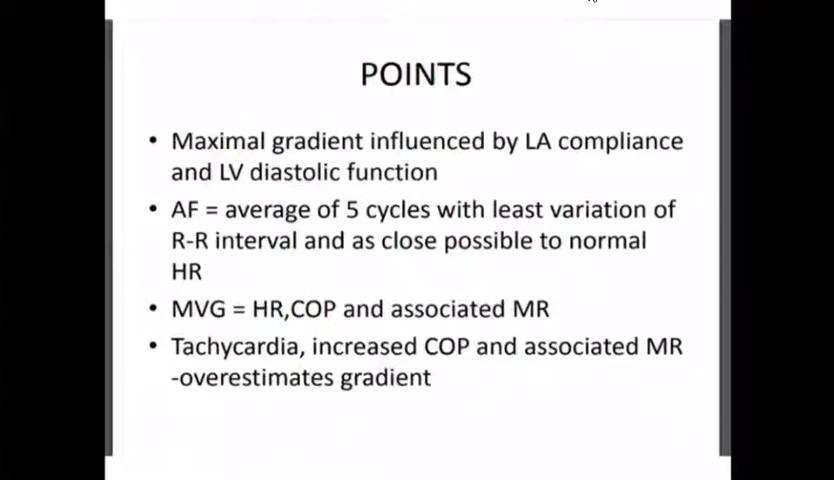 POINTS
• Maximal gradient influenced by LA compliance
and LV diastolic function
• AF = average of 5 cycles with least variation of
R-R interval and as close possible to normal
HR
• MVG = HR,COP and associated MR
• Tachycardia, increased COP and associated MR
-overestimates gradient